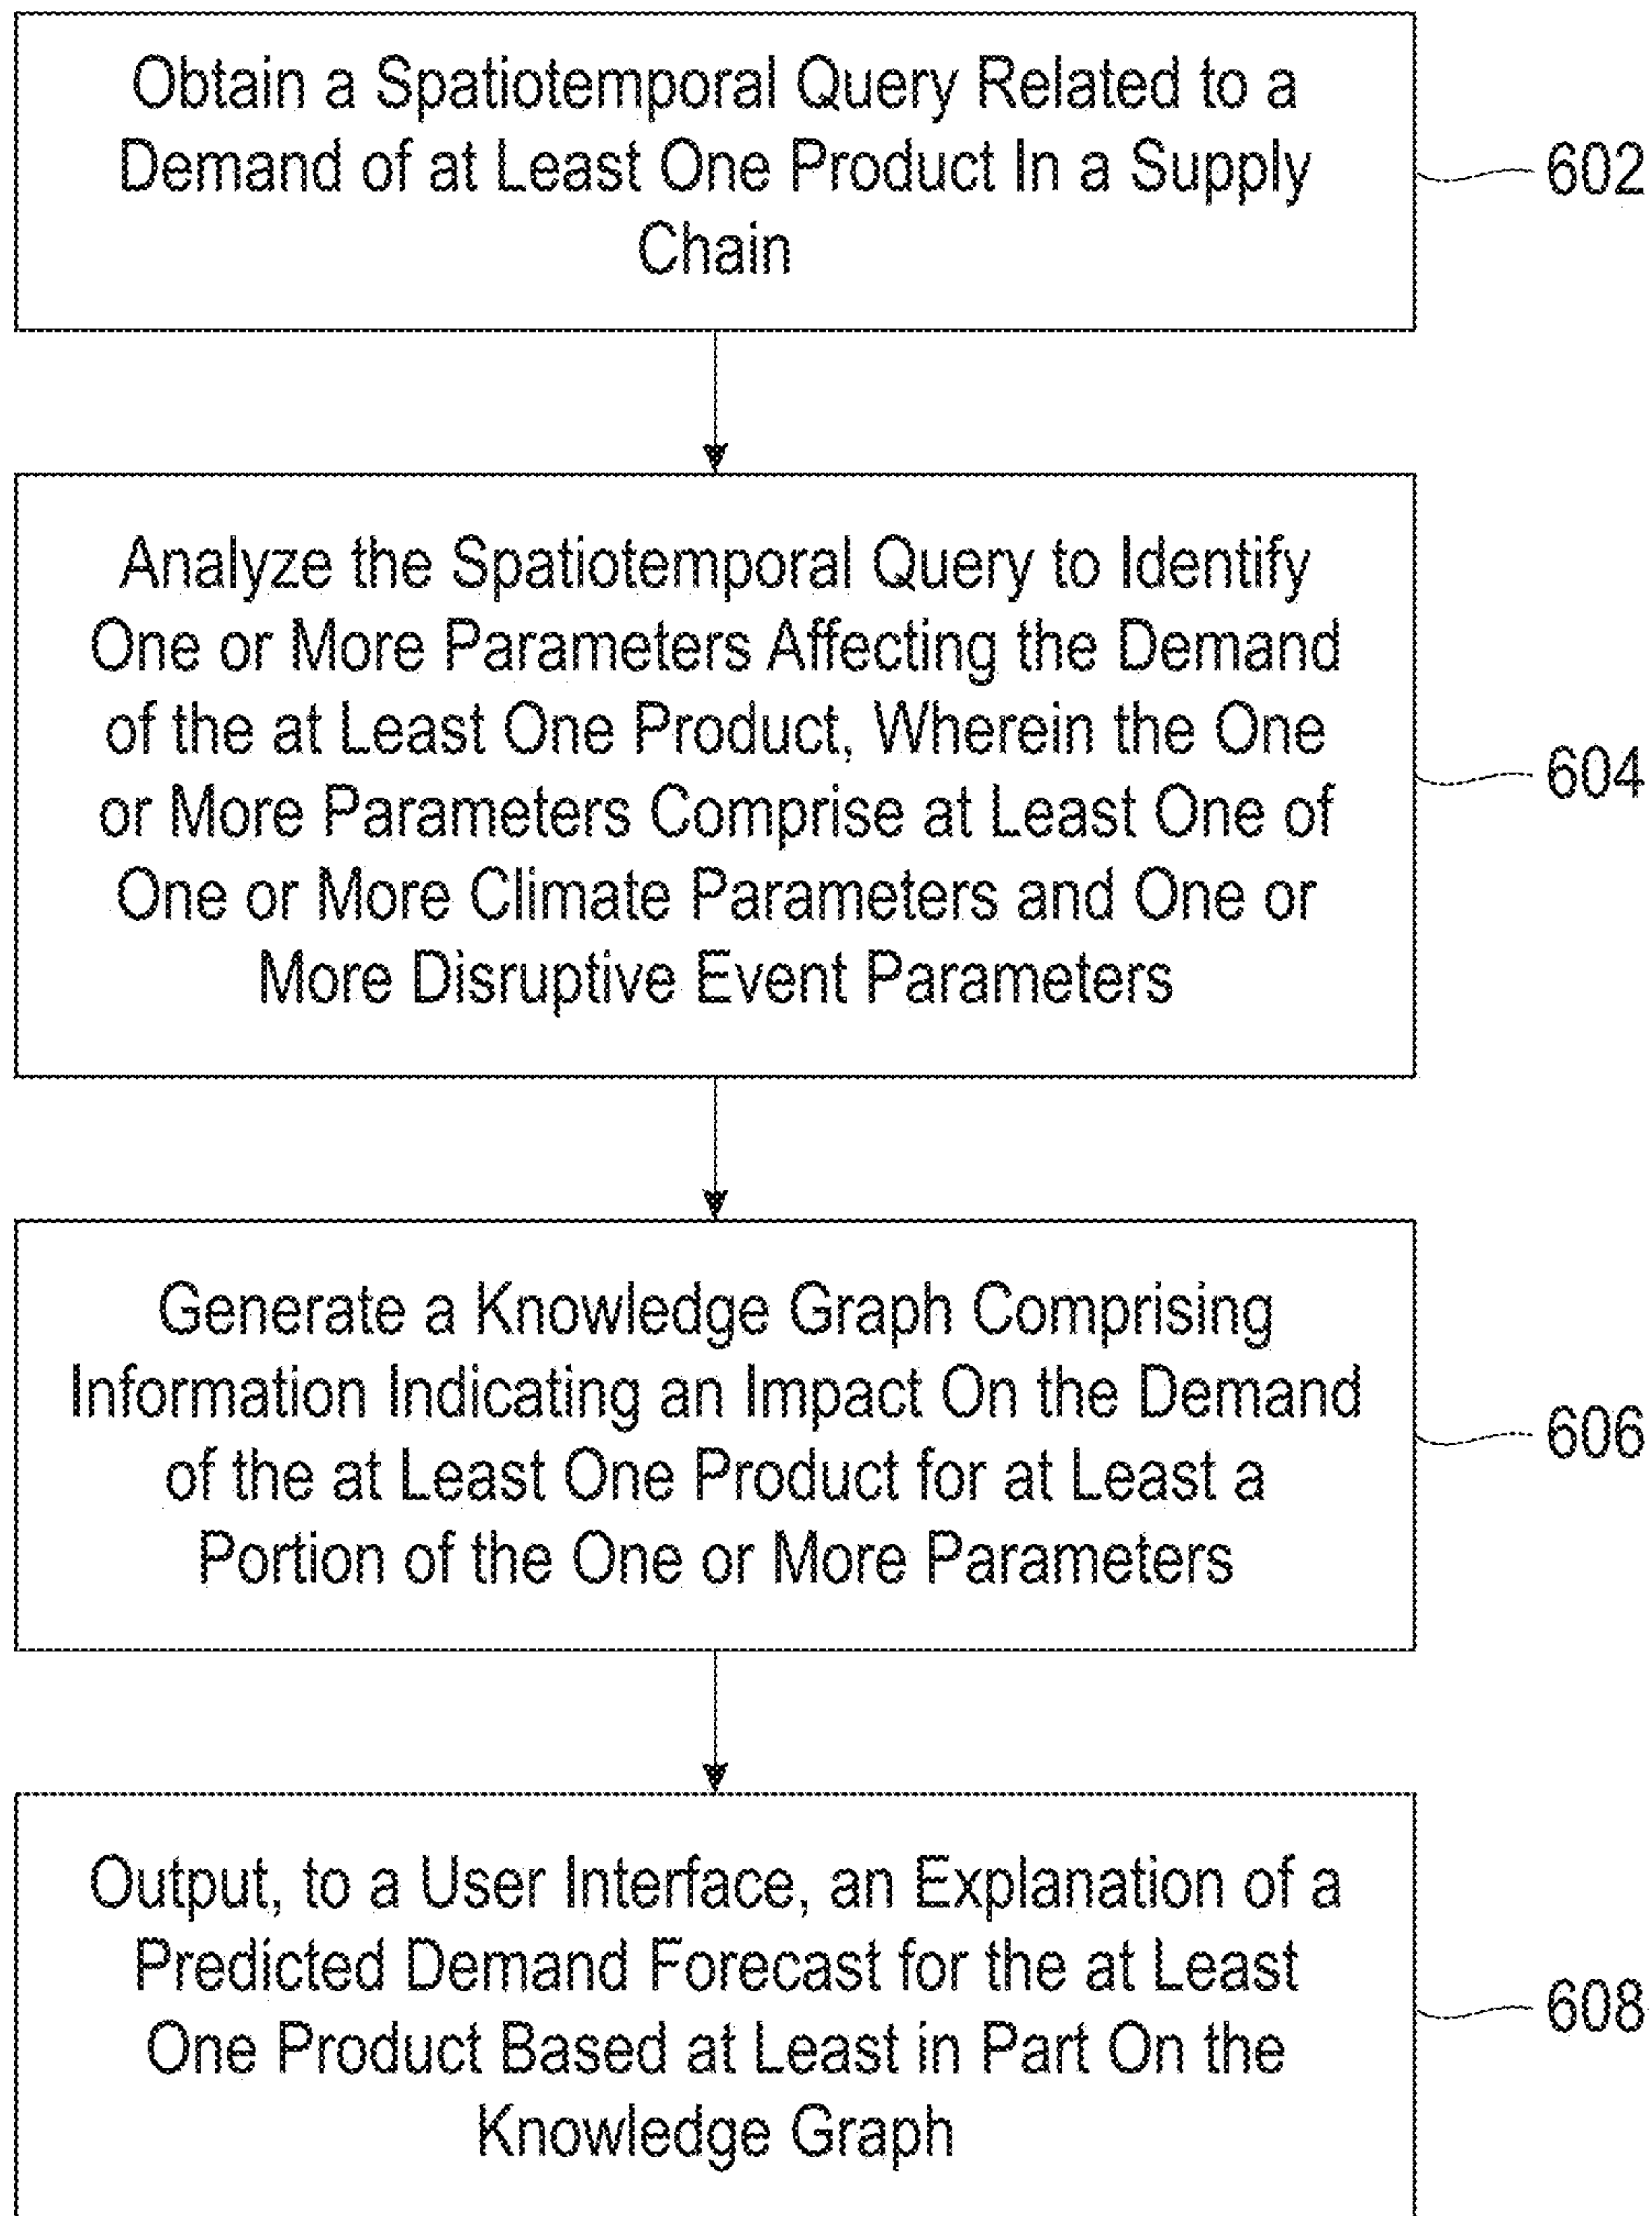 Obtain a Spatiotemporal Query Related to a
Demand of at Least One Product In a Supply
Chain
602
Analyze the Spatiotemporal Query to Identify
One or More Parameters Affecting the Demand
of the at Least One Product, Wherein the One
or More Parameters Comprise at Least One of
One or More Climate Parameters and One or
More Disruptive Event Parameters
604
Generate a Knowledge Graph Comprising
Information Indicating an Impact On the Demand
of the at Least One Product for at Least a
Portion of the One or More Parameters
606
Output, to a User Interface, an Explanation of a
Predicted Demand Forecast for the at Least
One Product Based at Least in Part On the
Knowledge Graph
608